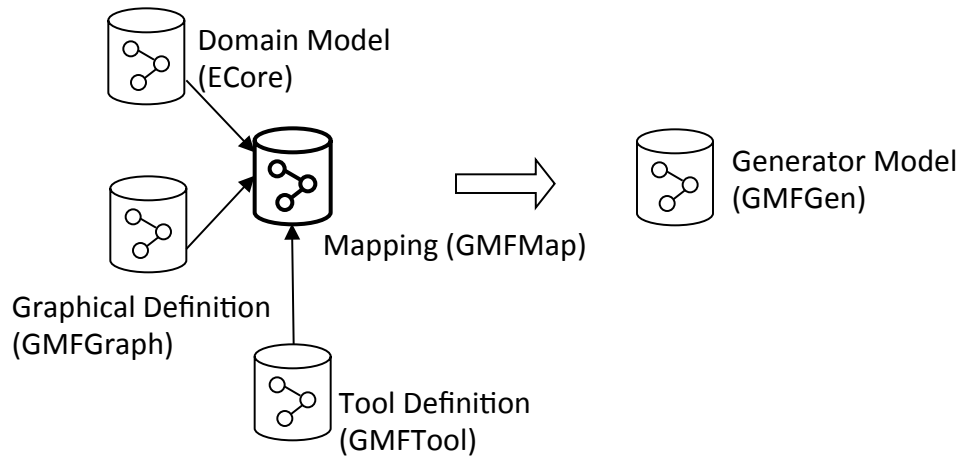 Domain Model
(ECore)
Generator Model
(GMFGen)
Mapping (GMFMap)
Graphical Definition
(GMFGraph)
Tool Definition
(GMFTool)